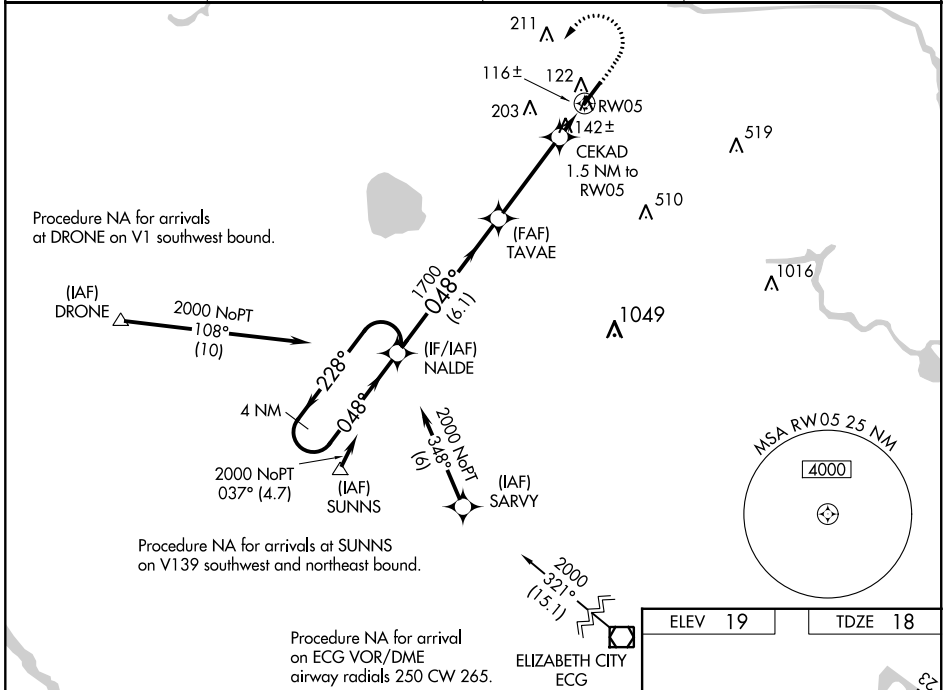 211
116±
122
RW05
203
142±
CEKAD
1.5 NM to
RW05
519
510
Procedure NA for arrivals
at DRONE on V1 southwest bound.
(FAF)
TAVAE
1016
1700
048°
(6.1)
(IAF)
DRONE
2000 NoPT
108°
(10)
1049
(IF/IAF)
NALDE
228°
048°
4 NM
MSA RW05 25 NM
4000
2000 NoPT
037° (4.7)
(IAF)
SUNNS
2000 NoPT
348°
(6)
(IAF)
SARVY
Procedure NA for arrivals at SUNNS
on V139 southwest and northeast bound.
2000
321°
(15.1)
ELEV 19
TDZE 18
Procedure NA for arrival
on ECG VOR/DME
airway radials 250 CW 265.
ELIZABETH CITY
ECG
23